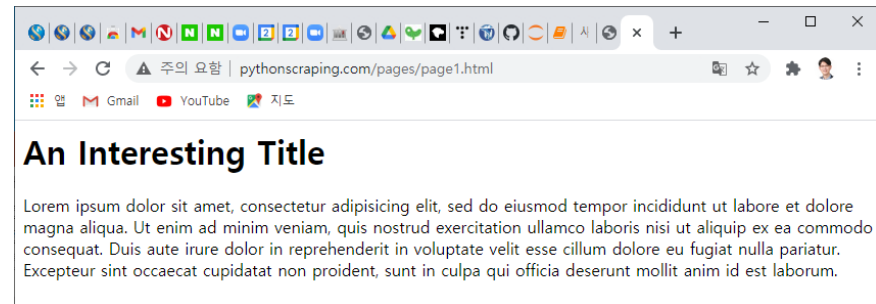 주의 요함 | pythonscraping.com/pages/page1.html
앱 Gmail YouTube 지도
An Interesting Title
Lorem ipsum dolor sit amet, consectetur adipisicing elit, sed do eiusmod tempor incididunt ut labore et dolore
magna aliqua. Ut enim ad minim veniam, quis nostrud exercitation ullamco laboris nisi ut aliquip ex ea commodo
consequat. Duis aute irure dolor in reprehenderit in voluptate velit esse cillum dolore eu fugiat nulla pariatur.
Excepteur sint occaecat cupidatat non proident, sunt in culpa qui officia deserunt mollit anim id est laborum.